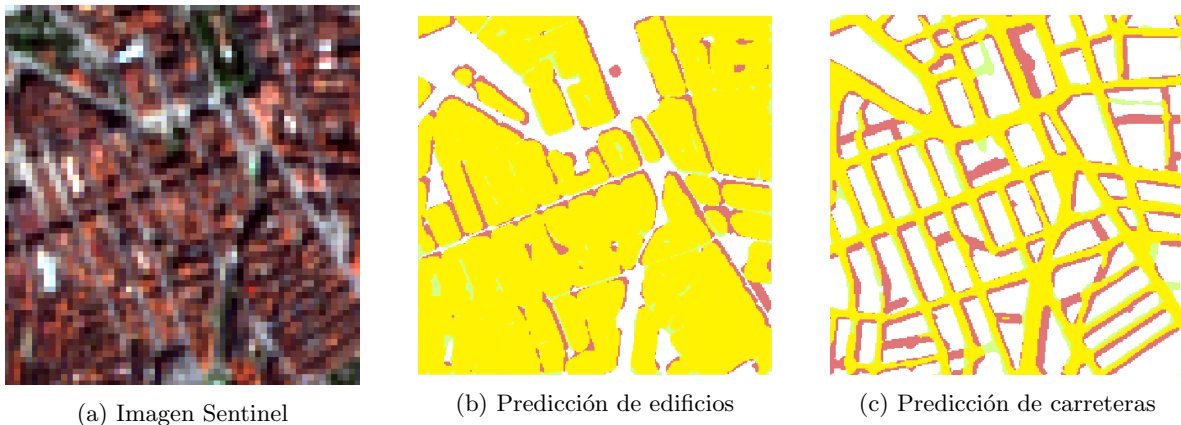 (a) Imagen Sentinel
(b) Predicción de edificios
(c) Predicción de carreteras